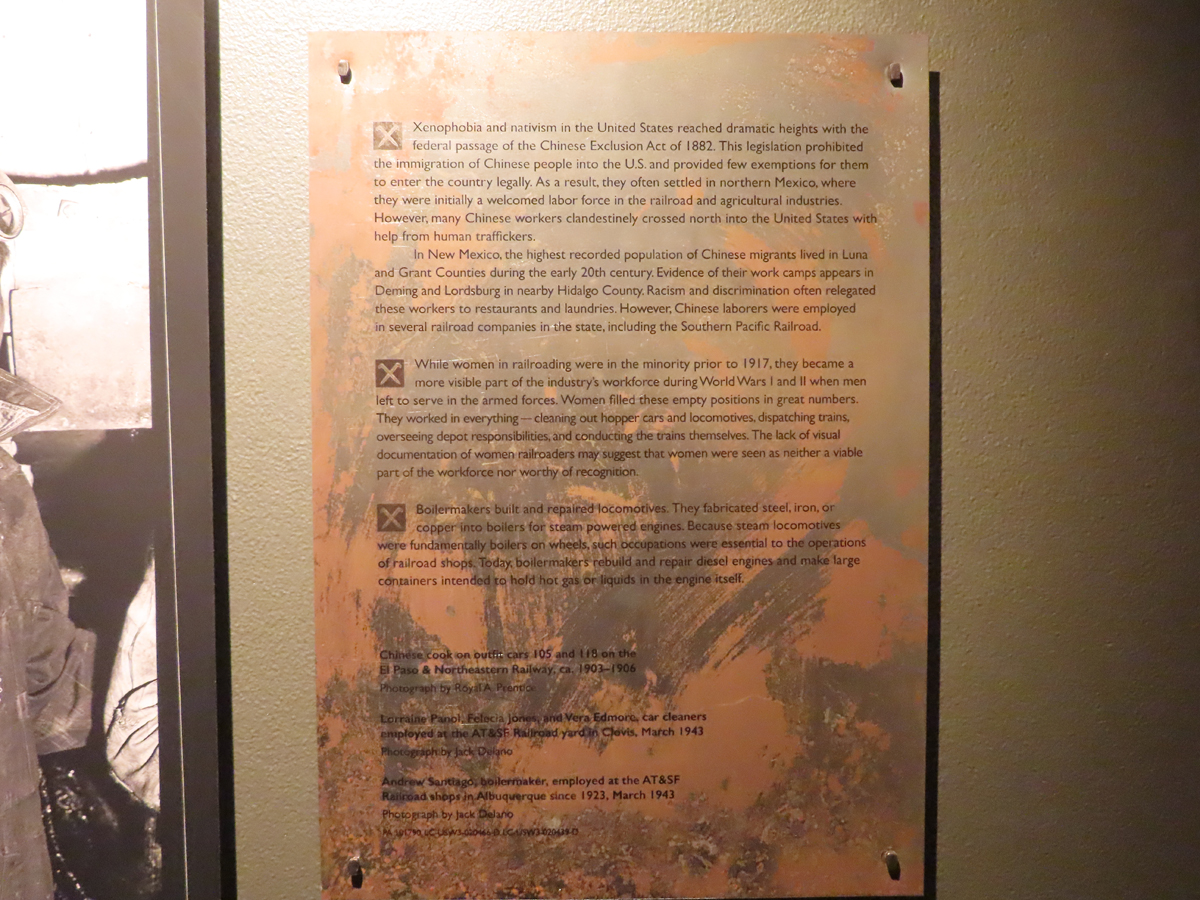 Xenophobia and nativism in the United States reached dramatic heights with the
federal passage of the Chinese Exclusion Act of 1882. This legislation prohibited
the immigration of Chinese people into the U.S. and provided few exemptions for them
to enter the country legally. As a result, they often settled in northern Mexico, where
they were initially a welcomed labor force in the railroad and agricultural industries.
However, many Chinese workers clandestinely crossed north into the United States with
help from human traffickers.
In New Mexico, the highest recorded population of Chinese migrants lived in Luna
and Grant Counties during the early 20th century. Evidence of their work camps appears in
Deming and Lordsburg in nearby Hidalgo County. Racism and discrimination often relegated
these workers to restaurants and laundries. However, Chinese laborers were employed
in several railroad companies in the state, including the Southern Pacific Railroad.
While women in railroading were in the minority prior to 1917, they became a
more visible part of the industry's workforce during World Wars I and II when men
left to serve in the armed forces. Women filled these empty positions in great numbers.
They worked in everything — cleaning out hopper cars and locomotives, dispatching trains,
overseeing depot responsibilities, and conducting the trains themselves. The lack of visual
documentation of women railroaders may suggest that women were seen as neither a viable
part of the workforce nor worthy of recognition.
Boilermakers built and repaired locomotives. They fabricated steel, iron, or
copper into boilers for steam powered engines. Because steam locomotives
were fundamentally boilers on wheels, such occupations were essential to the operations
of railroad shops. Today, boilermakers rebuild and repair diesel engines and make large
containers intended to hold hot gas or liquids in the engine itself.
Chinese cook on outfit cars 105 and 118 on the
El Paso & Northeastern Railway, ca. 1903–1906
Photograph by Royal A. Prentice
Lorraine Panol, Felecia Jones, and Vera Edmore, car cleaners
employed at the AT&SF Railroad yard in Clovis, March 1943
Photograph by Jack Delano
Andrew Santiago, boilermaker, employed at the AT&SF
Railroad shops in Albuquerque since 1923, March 1943
Photograph by Jack Delano